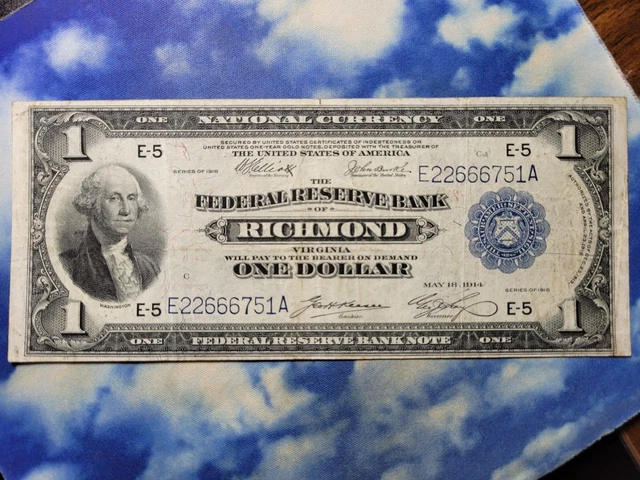 ONE NATIONAL CURRENCY ONE
1 1
E-5 E-5
SECURED BY UNITED STATES CERTIFICATES OF INDEBTEDNESS OR
UNITED STATES ONE-YEAR GOLD NOTES, DEPOSITED WITH THE TREASURER OF
THE UNITED STATES OF AMERICA
SERIES OF 1918
John Burke
E22666751A
THE
FEDERAL RESERVE BANK
OF
RICHMOND
VIRGINIA
WILL PAY TO THE BEARER ON DEMAND
C ONE DOLLAR
MAY 18, 1914
SERIES OF 1918
WASHINGTON
E-5 E22666751A E-5
1 1
ONE FEDERAL RESERVE BANK NOTE ONE